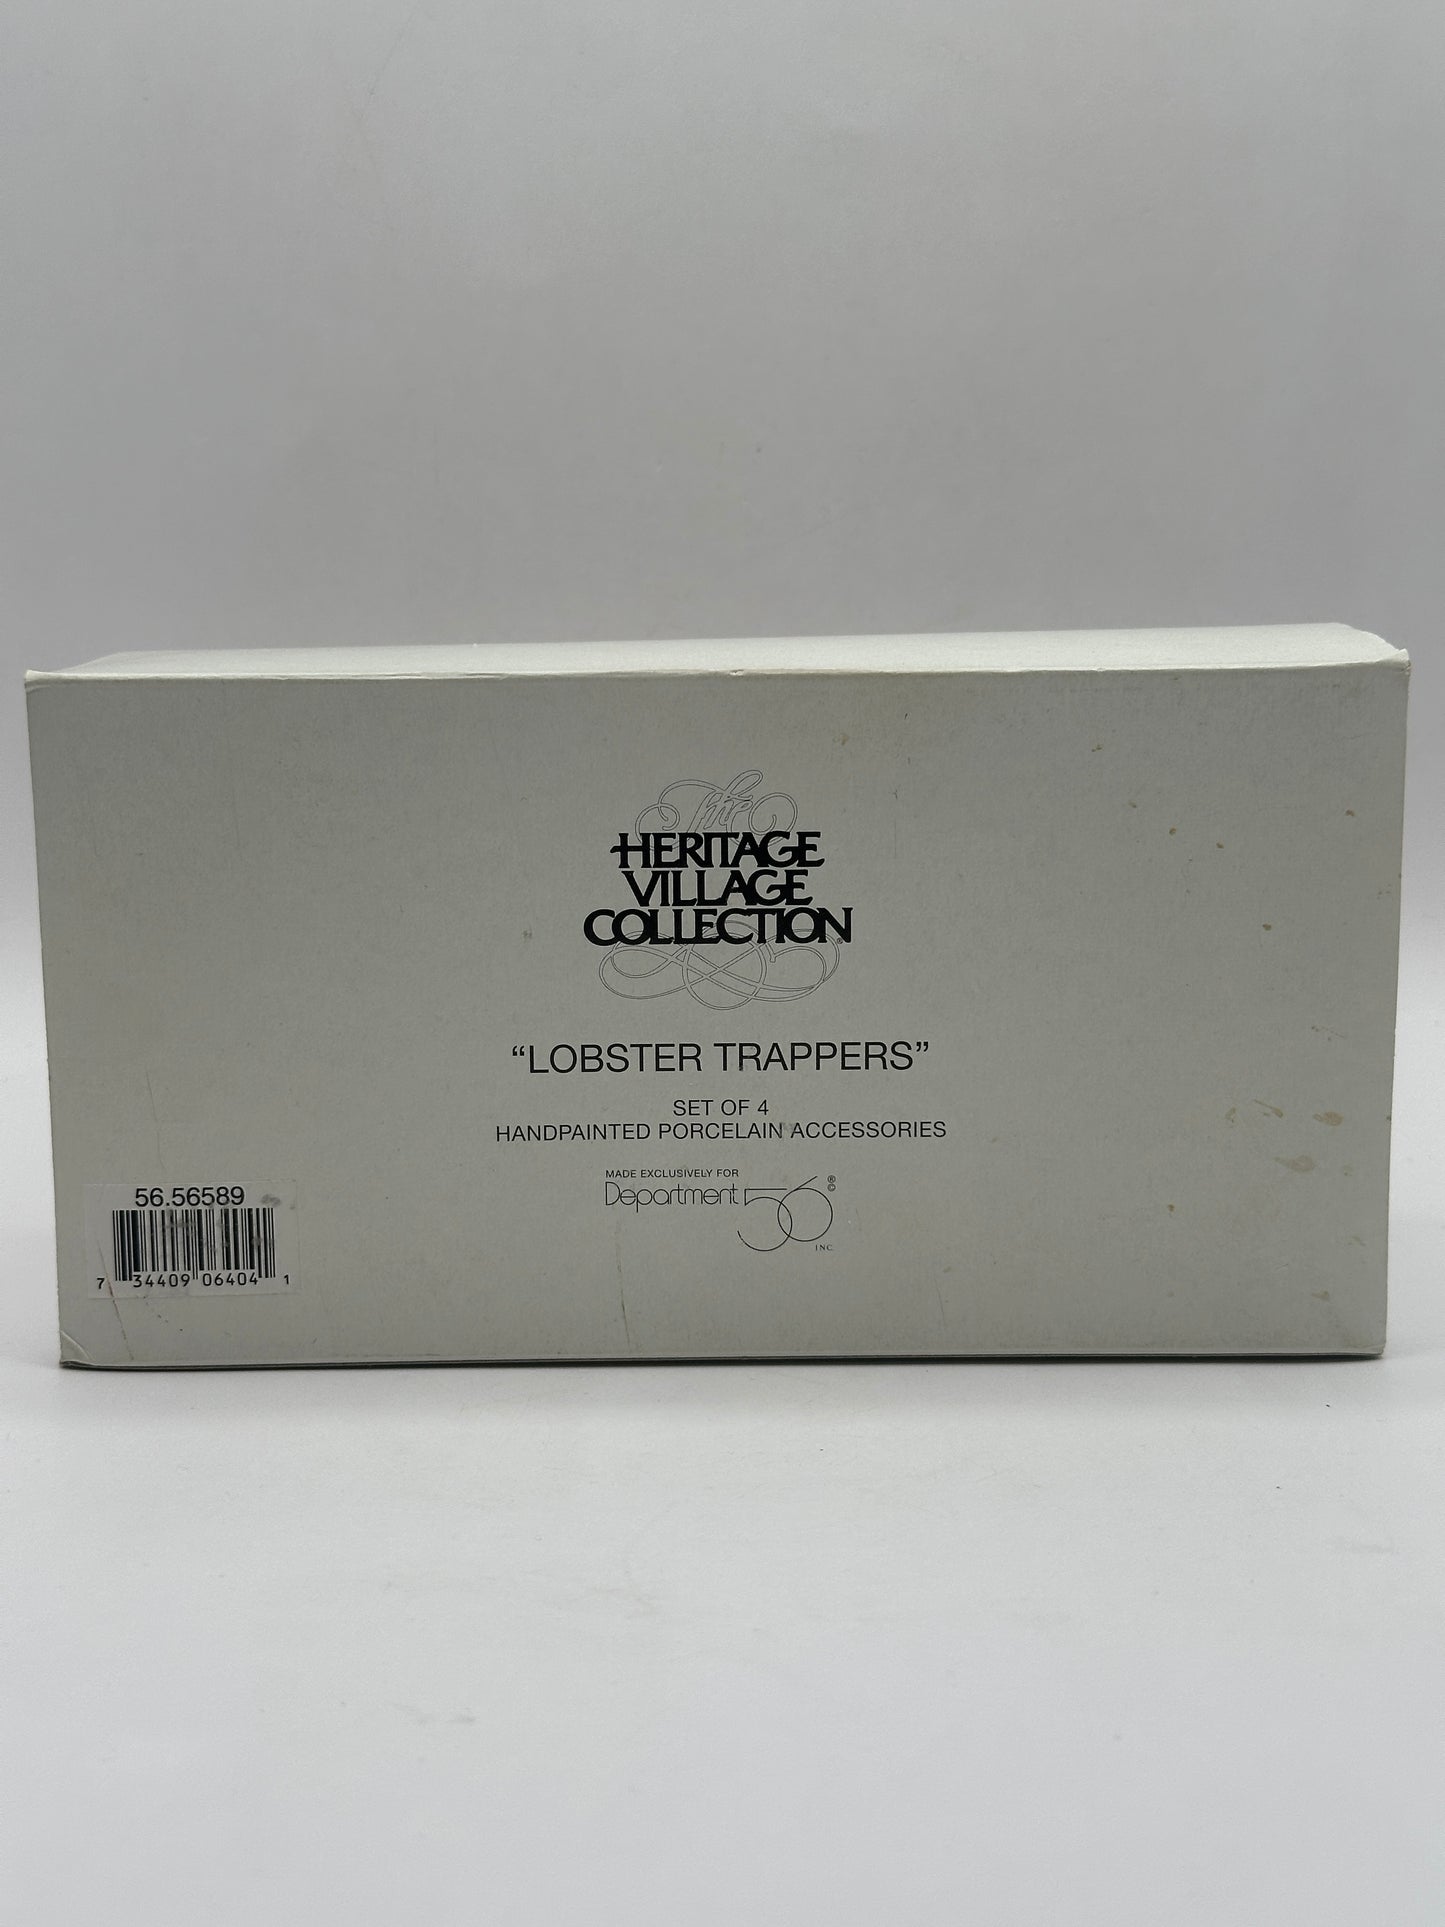 The
HERITAGE
VILLAGE
COLLECTION®
“LOBSTER TRAPPERS”
SET OF 4
HANDPAINTED PORCELAIN ACCESSORIES
MADE EXCLUSIVELY FOR
Department 56 ® ©
INC.
56.56589
7 34409 06404 1